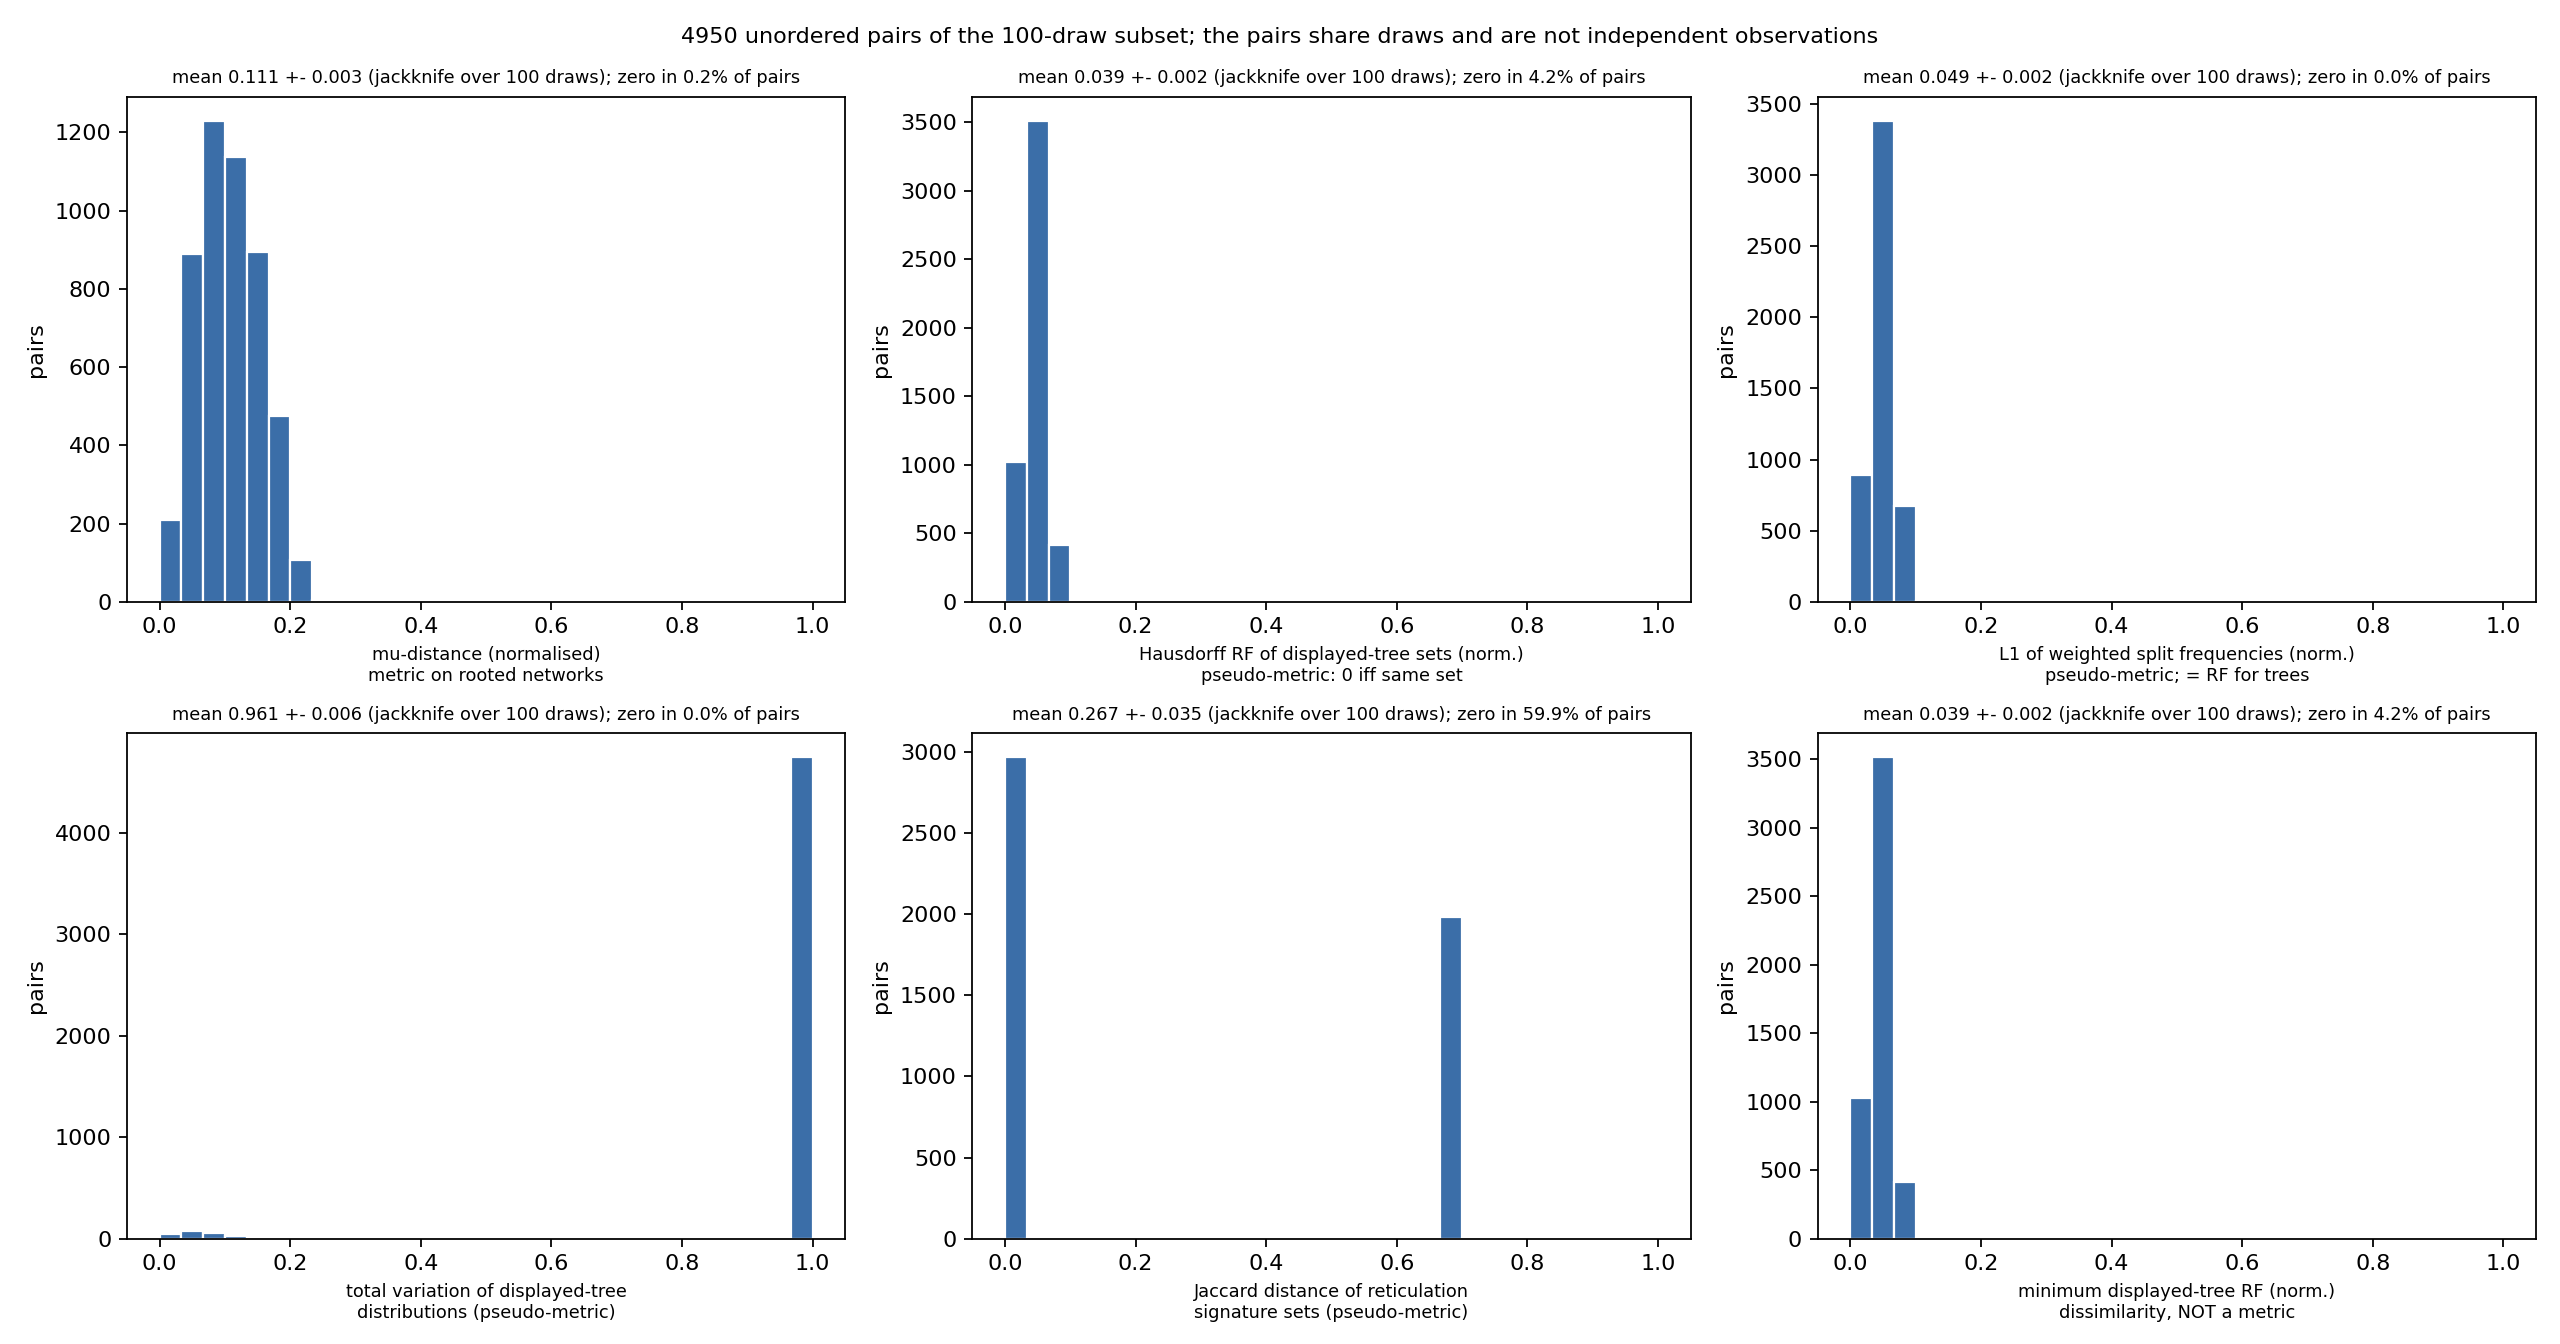 4950 unordered pairs of the 100-draw subset; the pairs share draws and are not independent observations
mean 0.111 +- 0.003 (jackknife over 100 draws); zero in 0.2% of pairs
1200
1000
800
600
400
200
0
pairs
0.0 0.2 0.4 0.6 0.8 1.0
mu-distance (normalised)
metric on rooted networks
mean 0.039 +- 0.002 (jackknife over 100 draws); zero in 4.2% of pairs
3500
3000
2500
2000
1500
1000
500
0
pairs
0.0 0.2 0.4 0.6 0.8 1.0
Hausdorff RF of displayed-tree sets (norm.)
pseudo-metric: 0 iff same set
mean 0.049 +- 0.002 (jackknife over 100 draws); zero in 0.0% of pairs
3500
3000
2500
2000
1500
1000
500
0
pairs
0.0 0.2 0.4 0.6 0.8 1.0
L1 of weighted split frequencies (norm.)
pseudo-metric; = RF for trees
mean 0.961 +- 0.006 (jackknife over 100 draws); zero in 0.0% of pairs
4000
3000
2000
1000
0
pairs
0.0 0.2 0.4 0.6 0.8 1.0
total variation of displayed-tree
distributions (pseudo-metric)
mean 0.267 +- 0.035 (jackknife over 100 draws); zero in 59.9% of pairs
3000
2500
2000
1500
1000
500
0
pairs
0.0 0.2 0.4 0.6 0.8 1.0
Jaccard distance of reticulation
signature sets (pseudo-metric)
mean 0.039 +- 0.002 (jackknife over 100 draws); zero in 4.2% of pairs
3500
3000
2500
2000
1500
1000
500
0
pairs
0.0 0.2 0.4 0.6 0.8 1.0
minimum displayed-tree RF (norm.)
dissimilarity, NOT a metric